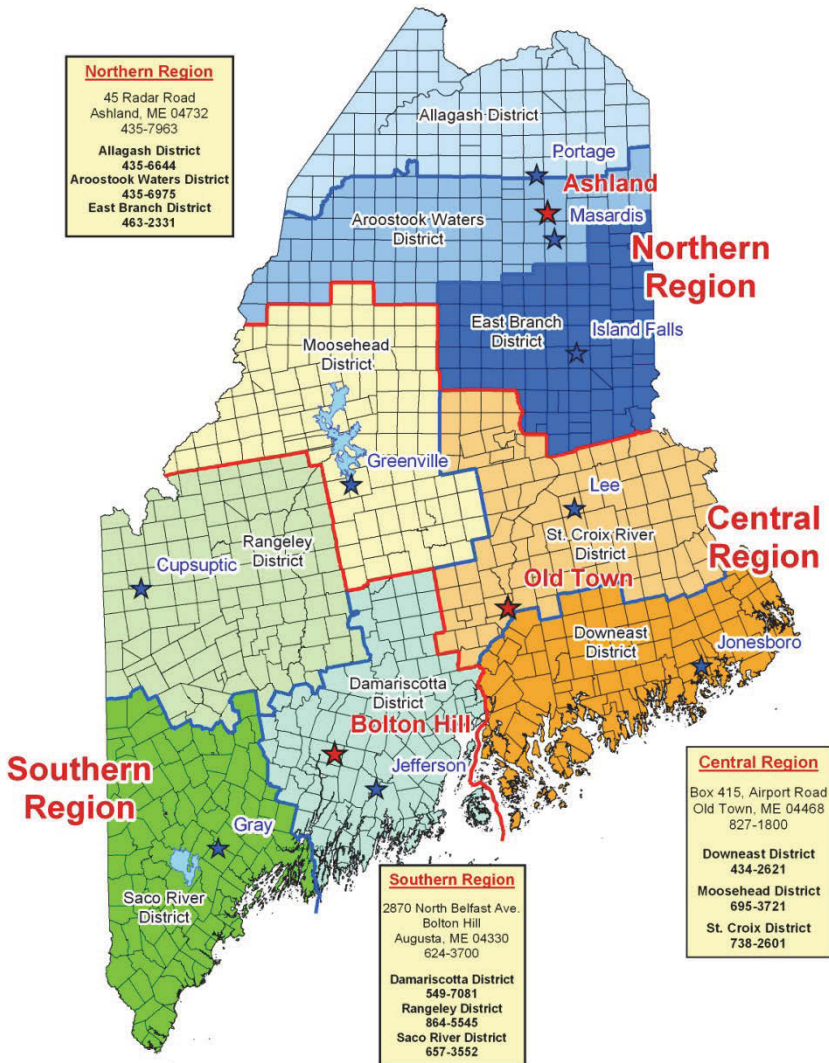 Northern Region
45 Radar Road
Ashland, ME 04732
435-7963
Allagash District
435-6644
Aroostook Waters District
435-6975
East Branch District
463-2331
Allagash District
Portage
Ashland
Masardis
Aroostook Waters
District
Northern
Region
East Branch
District
Island Falls
Moosehead
District
Greenville
Lee
St. Croix River
District
Central
Region
Rangeley
District
Cupsuptic
Old Town
Downeast
District
Jonesboro
Damariscotta
District
Bolton Hill
Jefferson
Southern
Region
Gray
Saco River
District
Central Region
Box 415, Airport Road
Old Town, ME 04468
827-1800
Downeast District
434-2621
Moosehead District
695-3721
St. Croix District
738-2601
Southern Region
2870 North Belfast Ave.
Bolton Hill
Augusta, ME 04330
624-3700
Damariscotta District
549-7081
Rangeley District
864-5545
Saco River District
657-3552